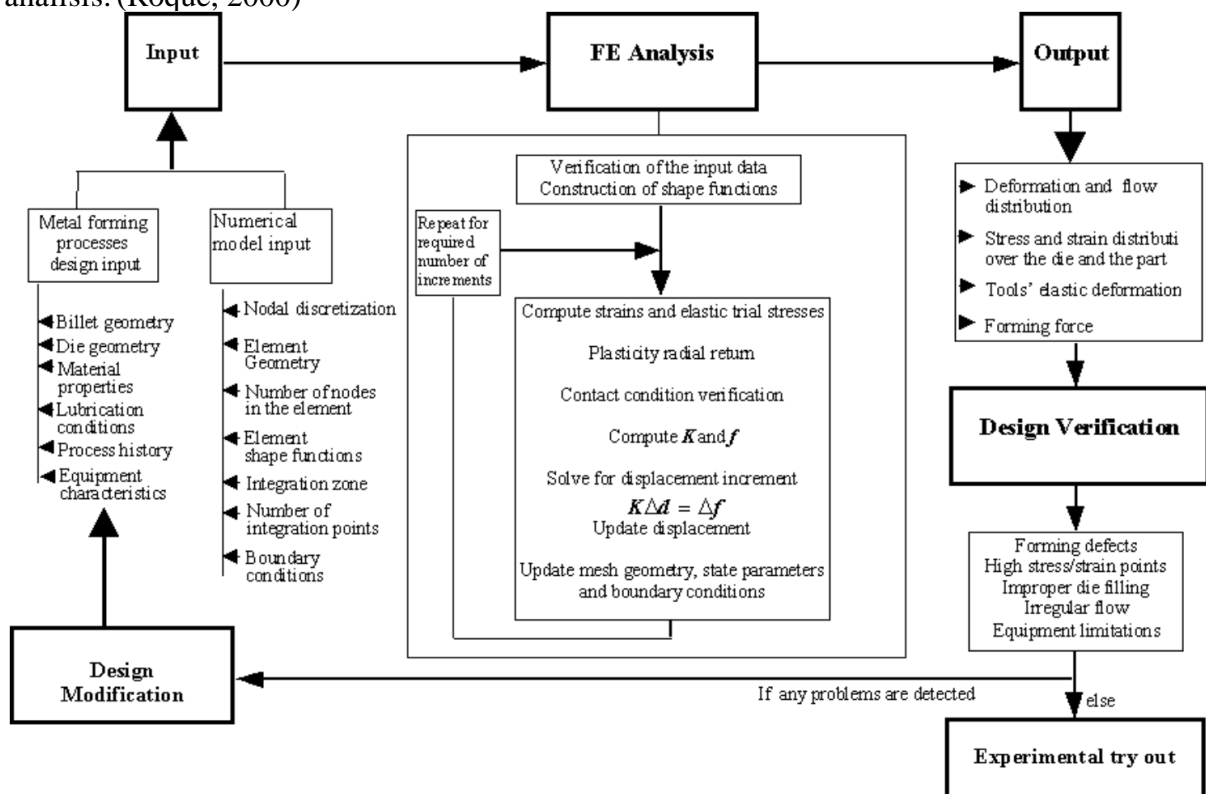 analisis. (Roque, 2000)
Input
FE Analysis
Output
Metal forming
processes
design input
Billet geometry
Die geometry
Material
properties
Lubrication
conditions
Process history
Equipment
characteristics
Numerical
model input
Nodal discretization
Element
Geometry
Number of nodes
in the element
Element
shape functions
Integration zone
Number of
integration points
Boundary
conditions
Verification of the input data
Construction of shape functions
Repeat for
required
number of
increments
Compute strains and elastic trial stresses
Plasticity radial return
Contact condition verification
Compute K and f
Solve for displacement increment
KΔd = Δf
Update displacement
Update mesh geometry, state parameters
and boundary conditions
Deformation and flow
distribution
Stress and strain distributi
over the die and the part
Tools' elastic deformation
Forming force
Design Verification
Forming defects
High stress/strain points
Improper die filling
Irregular flow
Equipment limitations
If any problems are detected
else
Design
Modification
Experimental try out